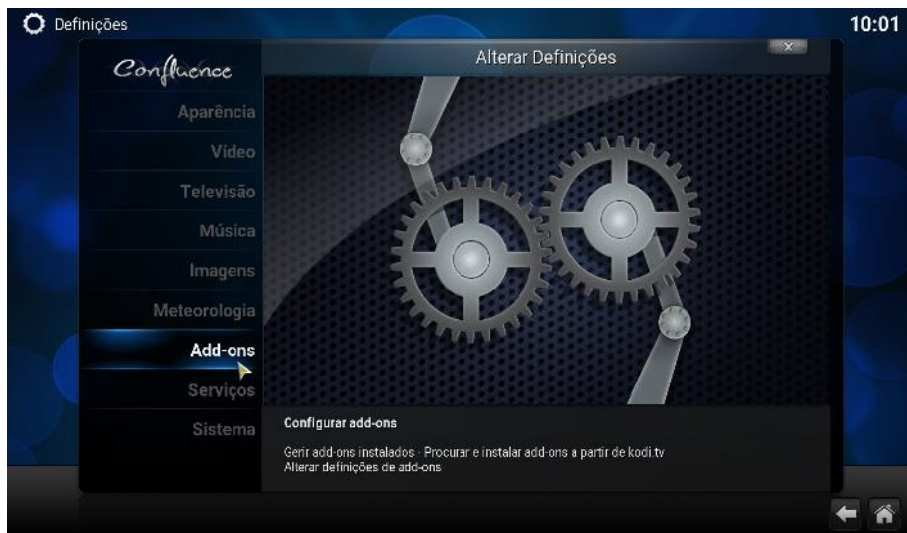 Definições
10:01
Confluence
Alterar Definições
Aparência
Vídeo
Televisão
Música
Imagens
Meteorologia
Add-ons
Serviços
Sistema
Configurar add-ons
Gerir add-ons instalados - Procurar e instalar add-ons a partir de kodi.tv
Alterar definições de add-ons